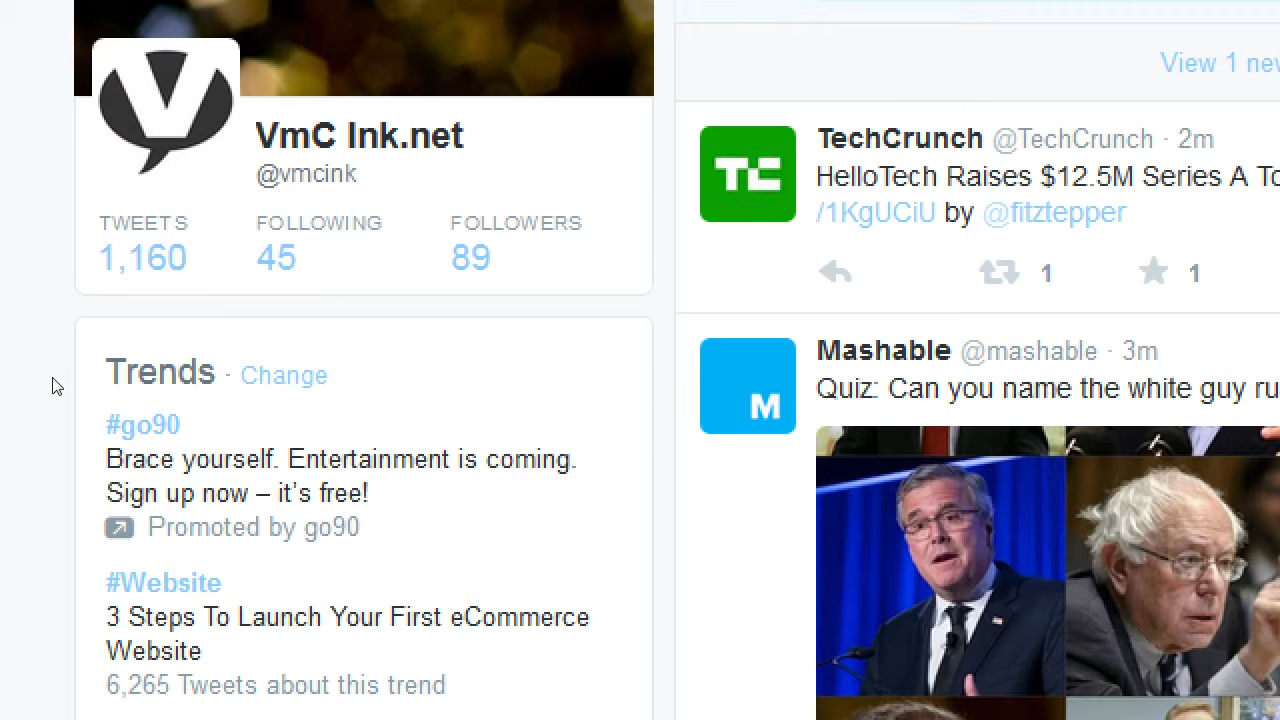 VmC Ink.net
@vmcink
TWEETS FOLLOWING FOLLOWERS
1,160 45 89
Trends · Change
#go90
Brace yourself. Entertainment is coming.
Sign up now – it's free!
Promoted by go90
#Website
3 Steps To Launch Your First eCommerce
Website
6,265 Tweets about this trend
View 1 new
TC
TechCrunch @TechCrunch · 2m
HelloTech Raises $12.5M Series A To
/1KgUCiU by @fitztepper
1 1
M
Mashable @mashable · 3m
Quiz: Can you name the white guy ru